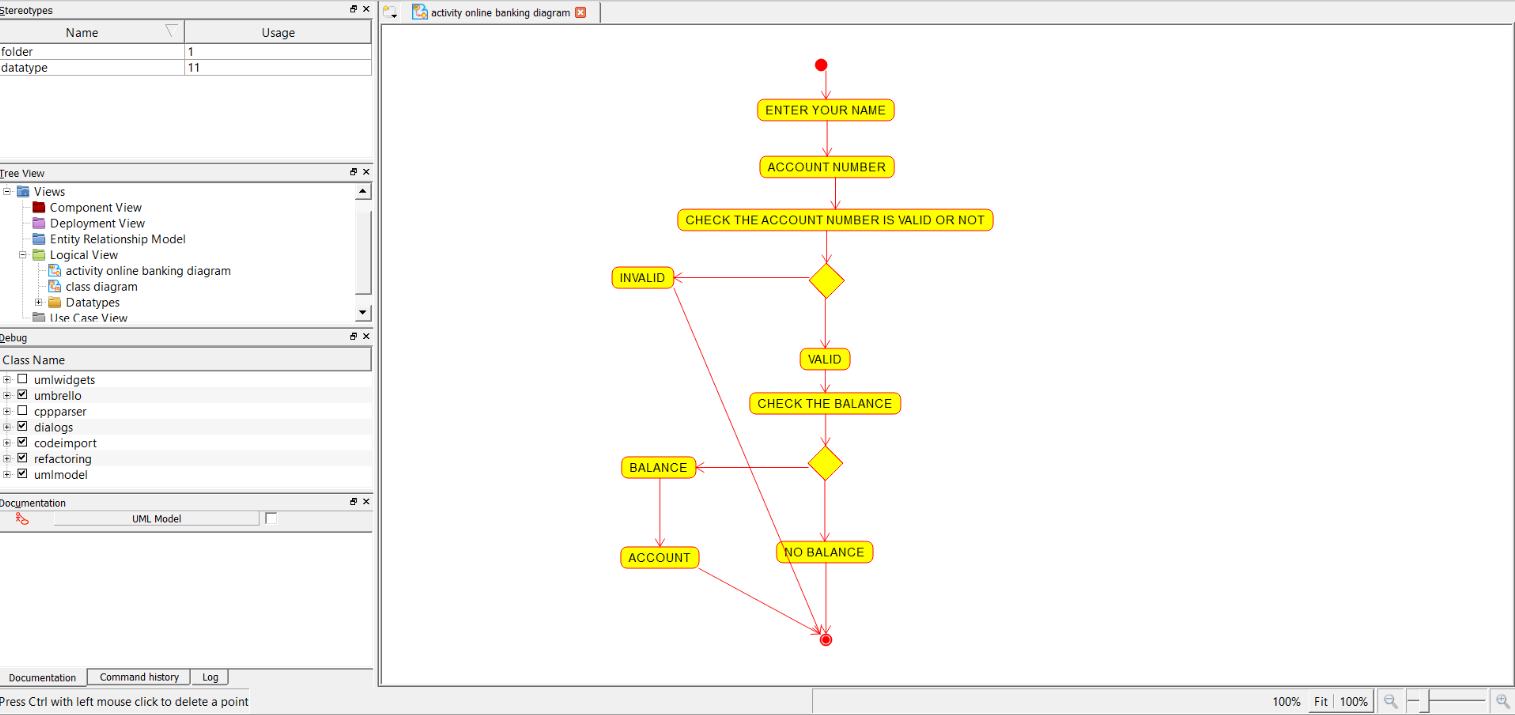 Stereotypes
Name Usage
folder 1
datatype 11
Tree View
Views
Component View
Deployment View
Entity Relationship Model
Logical View
activity online banking diagram
class diagram
Datatypes
Use Case View
Debug
Class Name
umlwidgets
umbrello
cppparser
dialogs
codeimport
refactoring
umlmodel
Documentation
UML Model
Documentation Command history Log
Press Ctrl with left mouse click to delete a point
activity online banking diagram
ENTER YOUR NAME
ACCOUNT NUMBER
CHECK THE ACCOUNT NUMBER IS VALID OR NOT
INVALID
VALID
CHECK THE BALANCE
BALANCE
NO BALANCE
ACCOUNT
100% Fit 100%